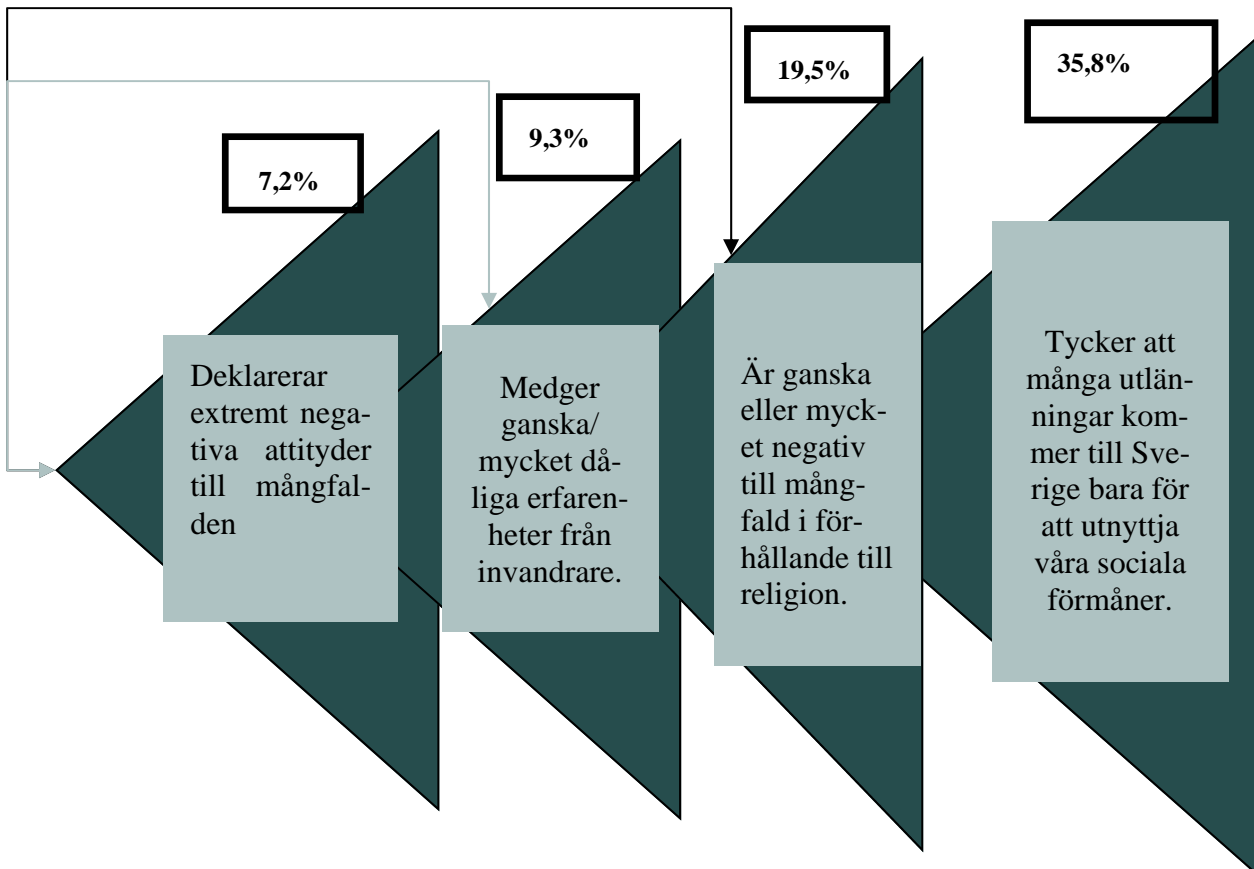 7,2%
9,3%
19,5%
35,8%
Deklarerar
extremt nega-
tiva attityder
till mångfal-
den
Medger
ganska/
mycket då-
liga erfaren-
heter från
invandrare.
Är ganska
eller myck-
et negativ
till mång-
fald i för-
hållande till
religion.
Tycker att
många utlän-
ningar kom-
mer till Sve-
rige bara för
att utnyttja
våra sociala
förmåner.